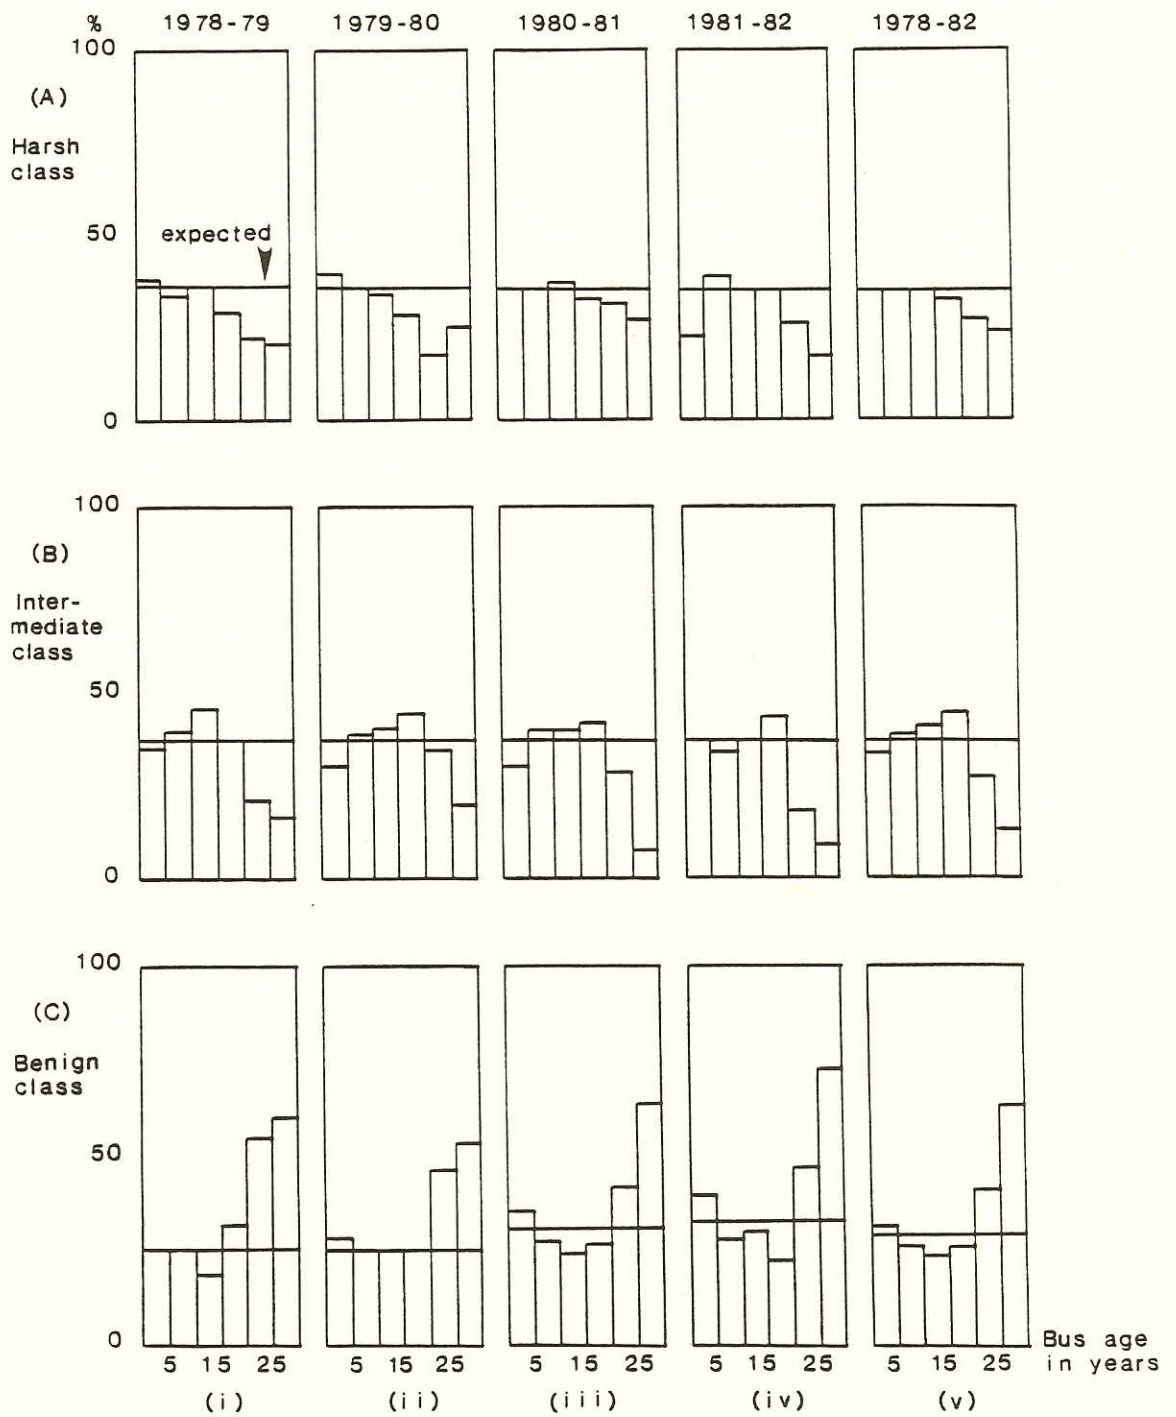 % 1978-79 1979-80 1980-81 1981-82 1978-82
100
(A)
Harsh
class
50 expected
0
100
(B)
Inter-
mediate
class
50
0
100
(C)
Benign
class
50
0
5 15 25 5 15 25 5 15 25 5 15 25 5 15 25 Bus age
in years
(i) (ii) (iii) (iv) (v)